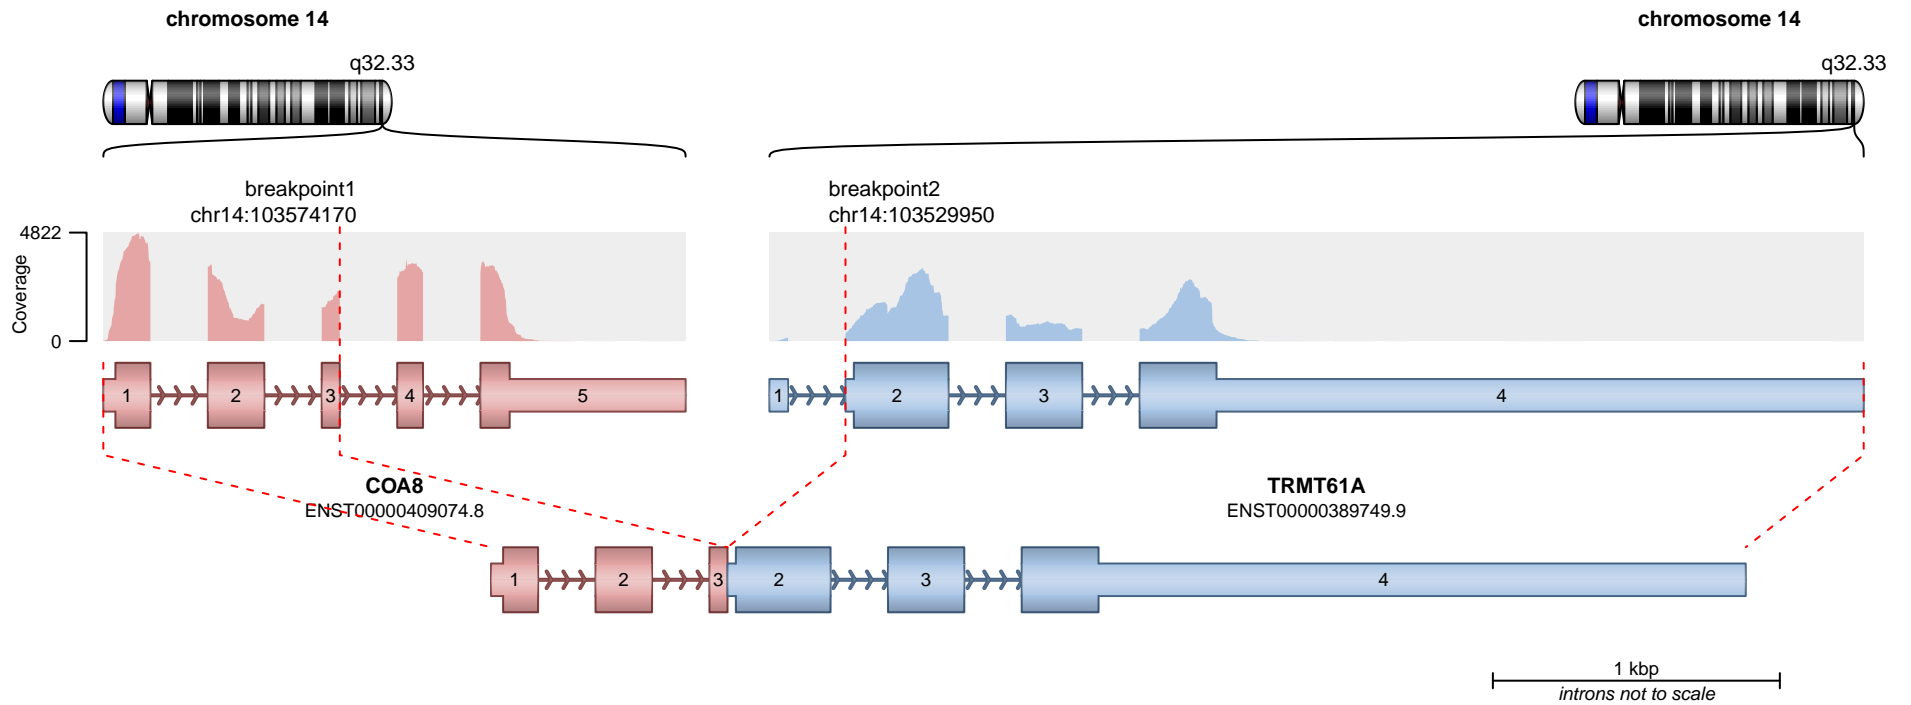 chromosome 14
chromosome 14
q32.33
q32.33
breakpoint1
chr14:103574170
breakpoint2
chr14:103529950
4822
Coverage
0
1
2
3
4
5
1
2
3
4
COA8
ENST00000409074.8
TRMT61A
ENST00000389749.9
1
2
3
2
3
4
1 kbp
introns not to scale